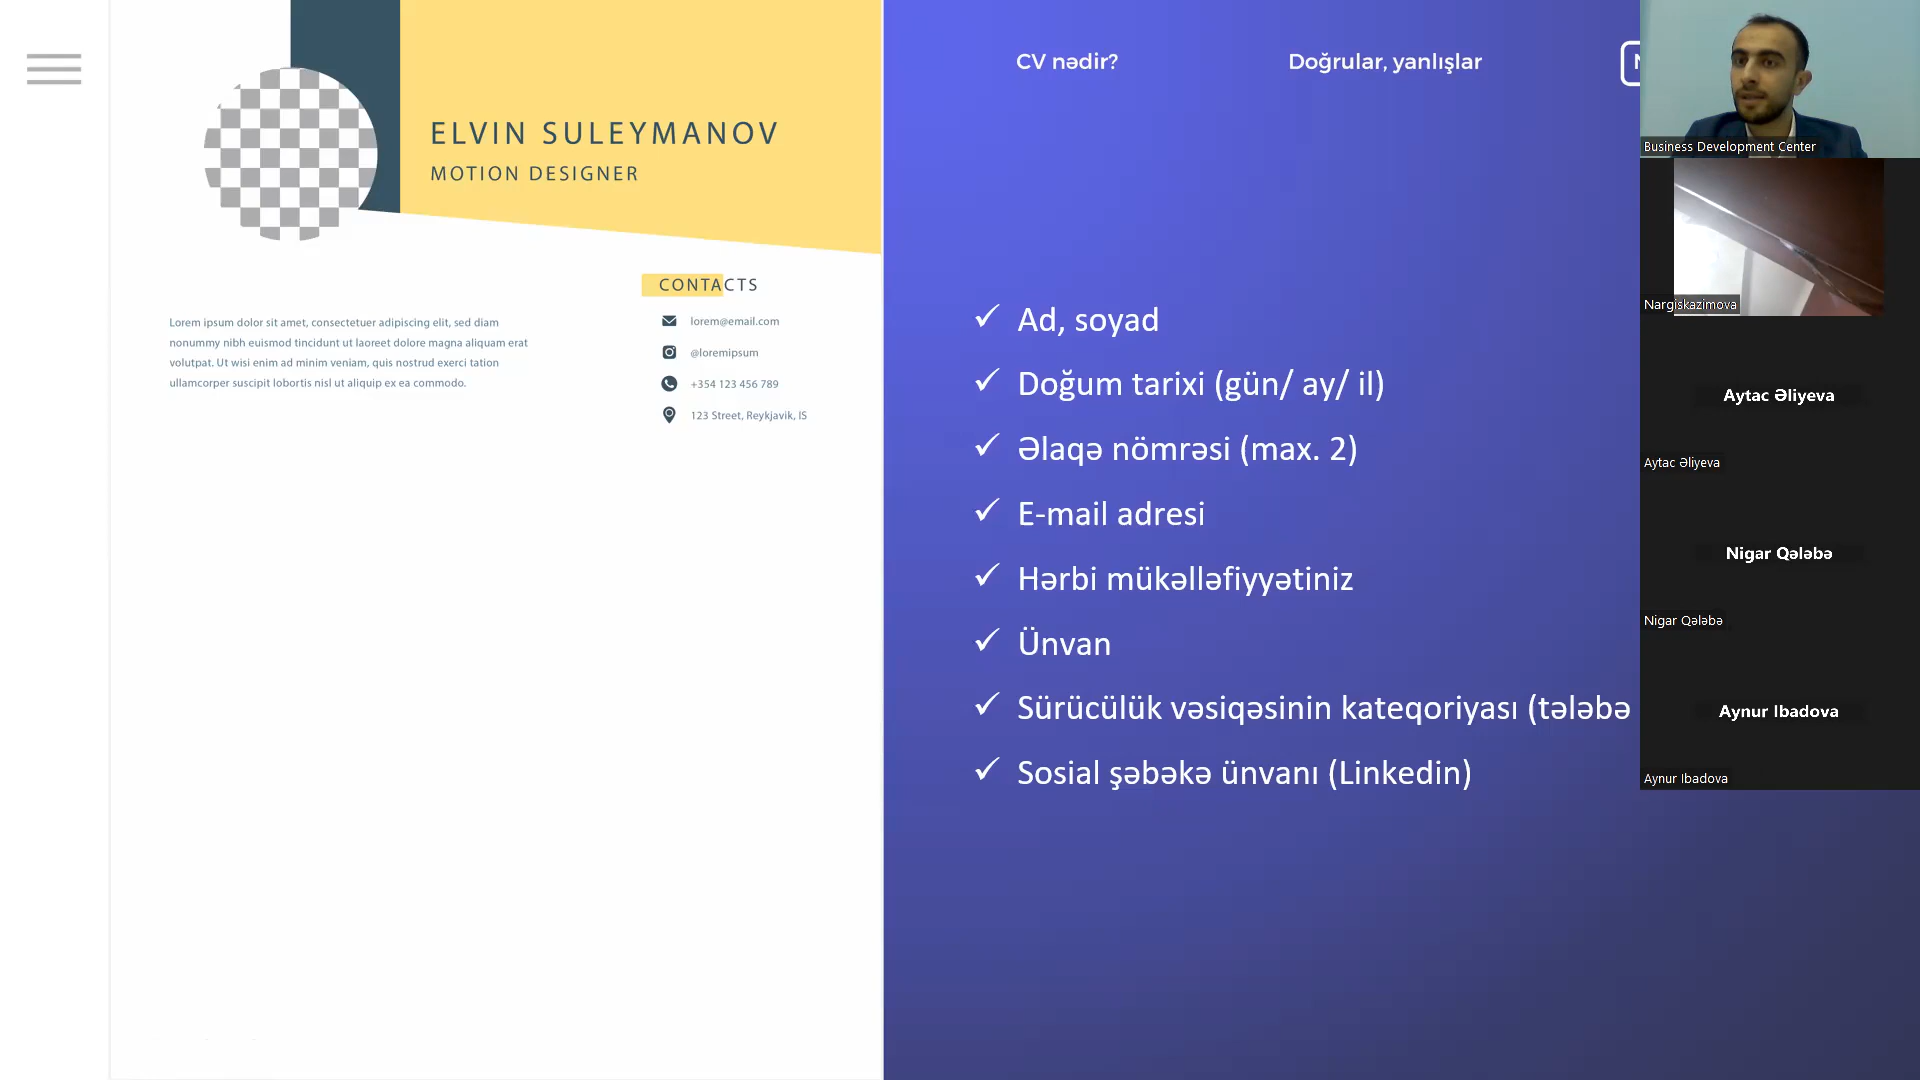 ELVIN SULEYMANOV
MOTION DESIGNER
CONTACTS
Lorem ipsum dolor sit amet, consectetuer adipiscing elit, sed diam
nonummy nibh euismod tincidunt ut laoreet dolore magna aliquam erat
volutpat. Ut wisi enim ad minim veniam, quis nostrud exerci tation
ullamcorper suscipit lobortis nisl ut aliquip ex ea commodo.
lorem@email.com
@loremipsum
+354 123 456 789
123 Street, Reykjavik, IS
CV nədir?
Doğrular, yanlışlar
Ad, soyad
Doğum tarixi (gün/ ay/ il)
Əlaqə nömrəsi (max. 2)
E-mail adresi
Hərbi mükəlləfiyyətiniz
Ünvan
Sürücülük vəsiqəsinin kateqoriyası (tələbə
Sosial şəbəkə ünvanı (Linkedin)
Business Development Center
Nargiskazimova
Aytac Əliyeva
Aytac Əliyeva
Nigar Qələbə
Nigar Qələbə
Aynur Ibadova
Aynur Ibadova